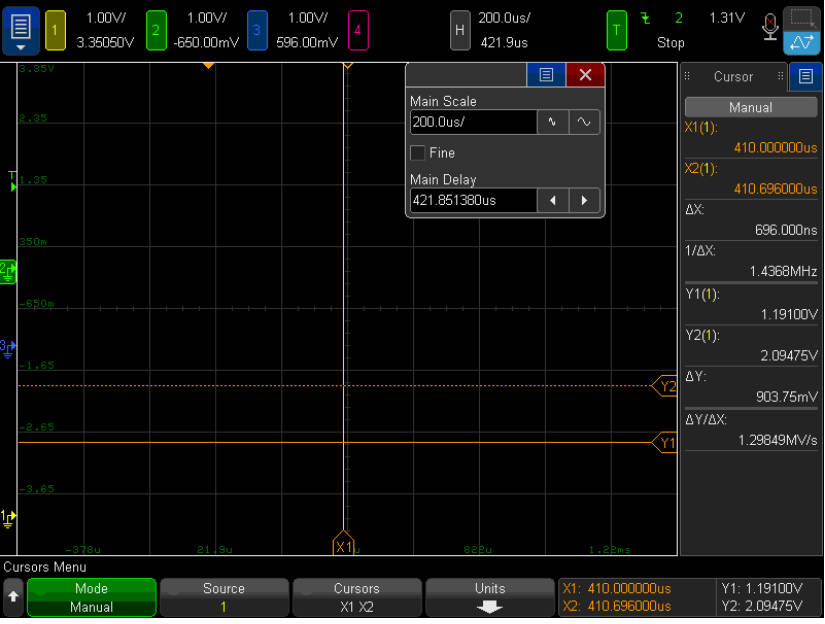 1
1.00V/
3.35050V
2
1.00V/
-650.00mV
3
1.00V/
596.00mV
4
H
200.0us/
421.9us
T
2
Stop
1.31V
3.35V
2.35
1.35
350m
-650m
-1.65
-2.65
-3.65
T
2
3
1
-378u
21.9u
822u
1.22ms
X1
Y2
Y1
Main Scale
200.0us/
Fine
Main Delay
421.851380us
Cursor
Manual
X1(1):
410.000000us
X2(1):
410.696000us
ΔX:
696.000ns
1/ΔX:
1.4368MHz
Y1(1):
1.19100V
Y2(1):
2.09475V
ΔY:
903.75mV
ΔY/ΔX:
1.29849MV/s
Cursors Menu
Mode
Manual
Source
1
Cursors
X1 X2
Units
X1: 410.000000us
X2: 410.696000us
Y1: 1.19100V
Y2: 2.09475V